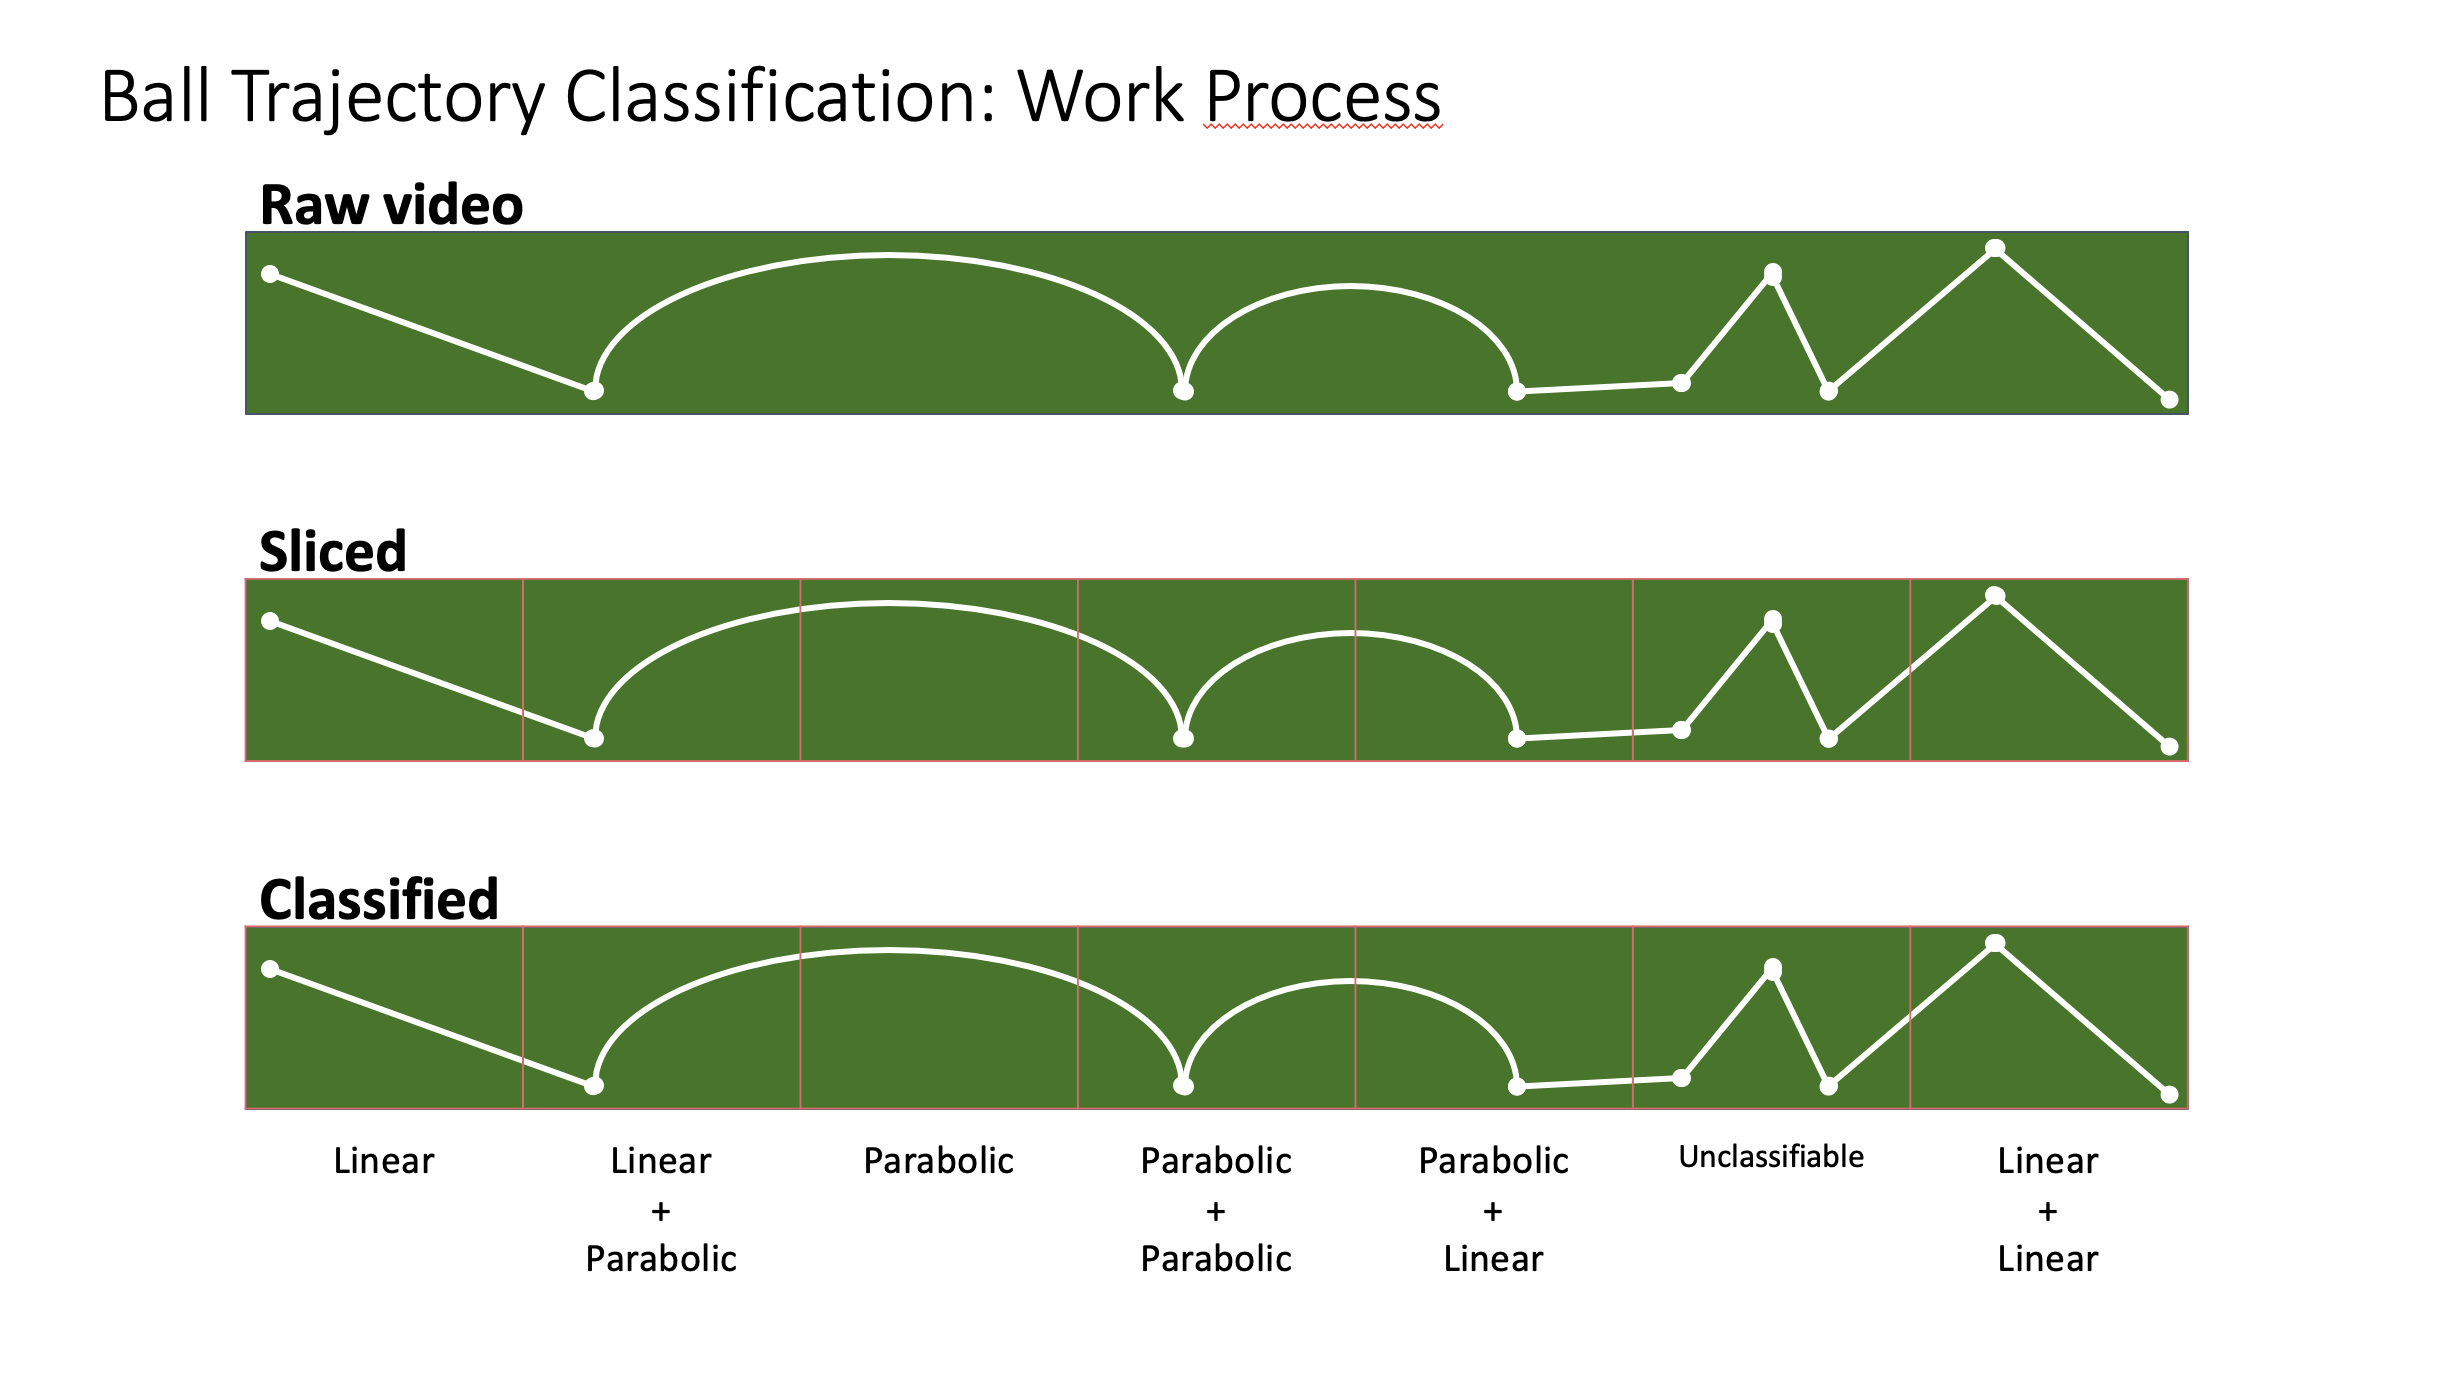 Ball Trajectory Classification: Work Process
Raw video
Sliced
Classified
Linear
Linear
+
Parabolic
Parabolic
Parabolic
+
Parabolic
Parabolic
+
Linear
Unclassifiable
Linear
+
Linear